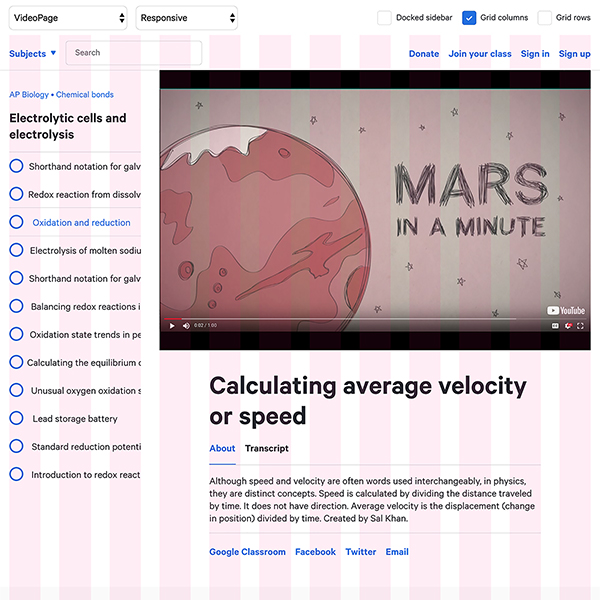 VideoPage
Responsive
Docked sidebar
Grid columns
Grid rows
Subjects
Search
Donate
Join your class
Sign in
Sign up
AP Biology • Chemical bonds
Electrolytic cells and
electrolysis
Shorthand notation for galv
Redox reaction from dissolv
Oxidation and reduction
Electrolysis of molten sodiu
Shorthand notation for galv
Balancing redox reactions i
Oxidation state trends in pe
Calculating the equilibrium c
Unusual oxygen oxidation s
Lead storage battery
Standard reduction potenti
Introduction to redox react
MARS
IN A MINUTE
YouTube
0:02 / 1:00
Calculating average velocity
or speed
About
Transcript
Although speed and velocity are often words used interchangeably, in physics,
they are distinct concepts. Speed is calculated by dividing the distance traveled
by time. It does not have direction. Average velocity is the displacement (change
in position) divided by time. Created by Sal Khan.
Google Classroom
Facebook
Twitter
Email